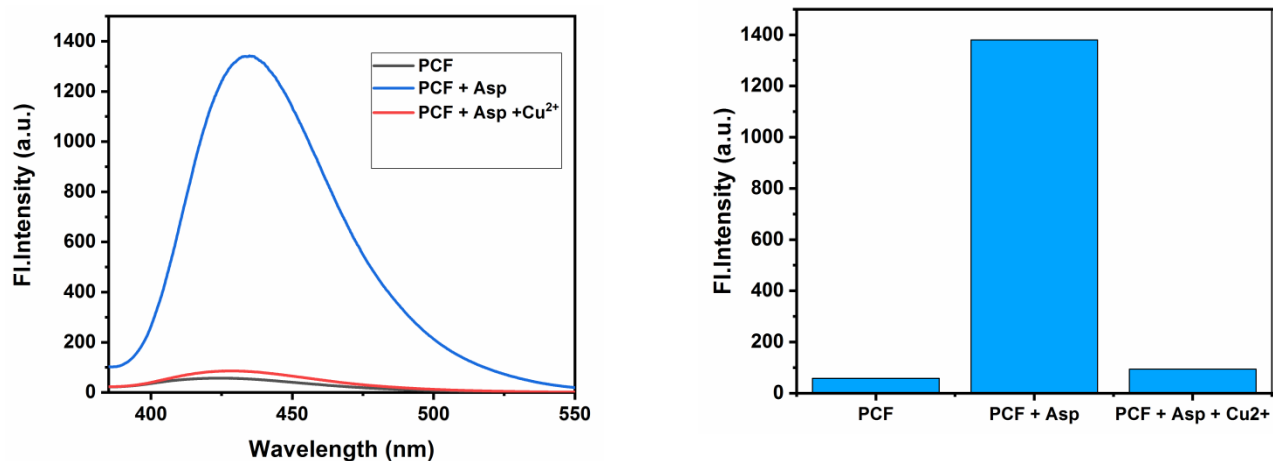 Fl.Intensity (a.u.)
1400
1200
1000
800
600
400
200
0
400
450
500
550
Wavelength (nm)
PCF
PCF + Asp
PCF + Asp +Cu²⁺
Fl.Intensity (a.u.)
1400
1200
1000
800
600
400
200
0
PCF
PCF + Asp
PCF + Asp + Cu2+